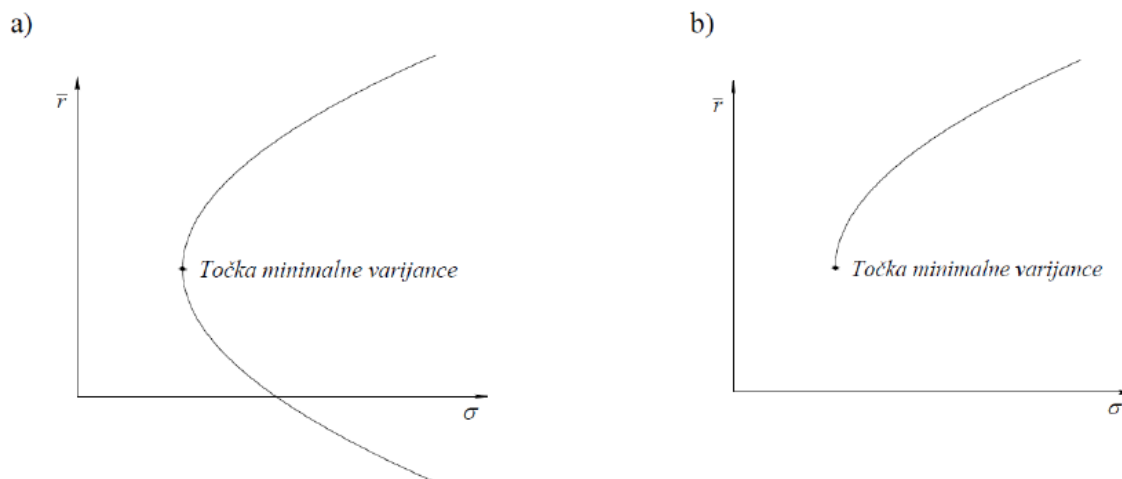 a)
b)
r̅
r̅
Točka minimalne varijance
Točka minimalne varijance
σ
σ